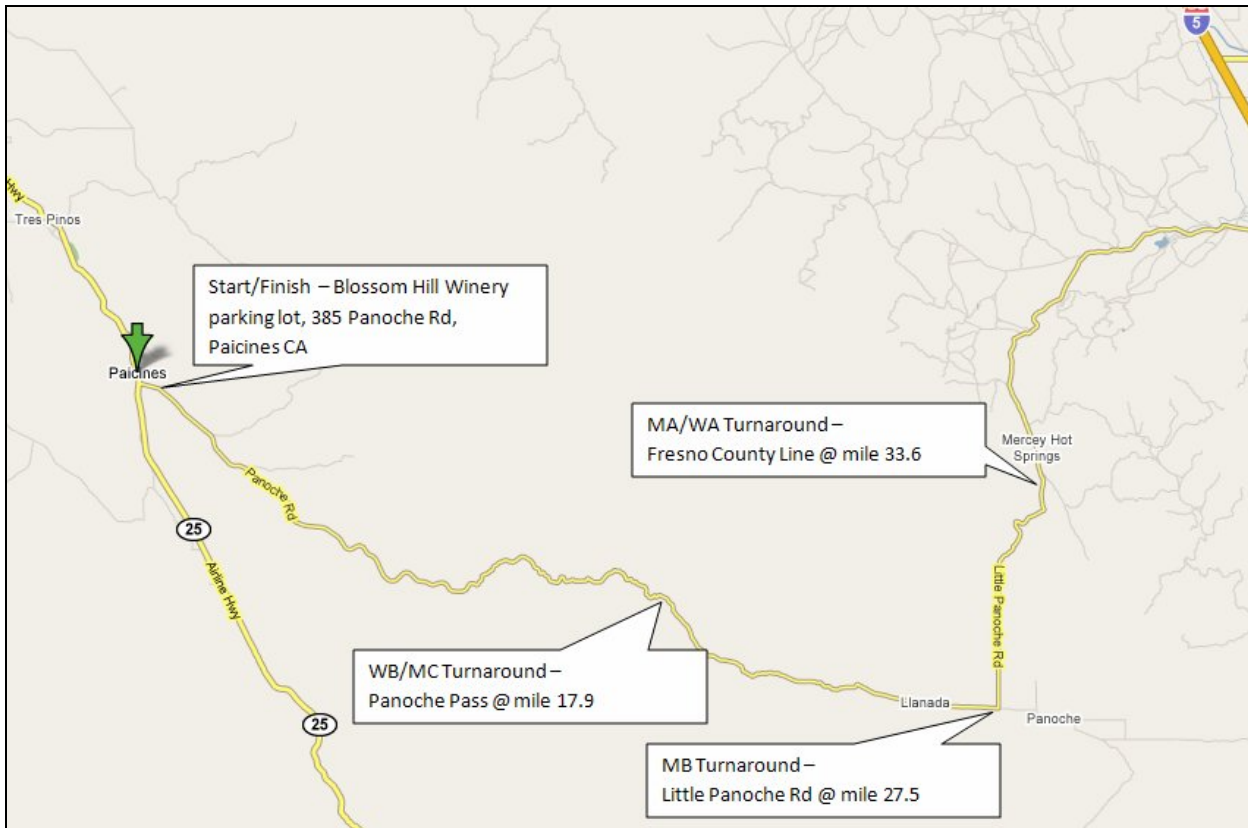 5
Hwy
Tres Pinos
Start/Finish – Blossom Hill Winery
parking lot, 385 Panoche Rd,
Paicines CA
Paicines
MA/WA Turnaround –
Fresno County Line @ mile 33.6
Mercey Hot
Springs
Panoche Rd
25
Airline Hwy
Little Panoche Rd
WB/MC Turnaround –
Panoche Pass @ mile 17.9
Llanada
Panoche
25
MB Turnaround –
Little Panoche Rd @ mile 27.5